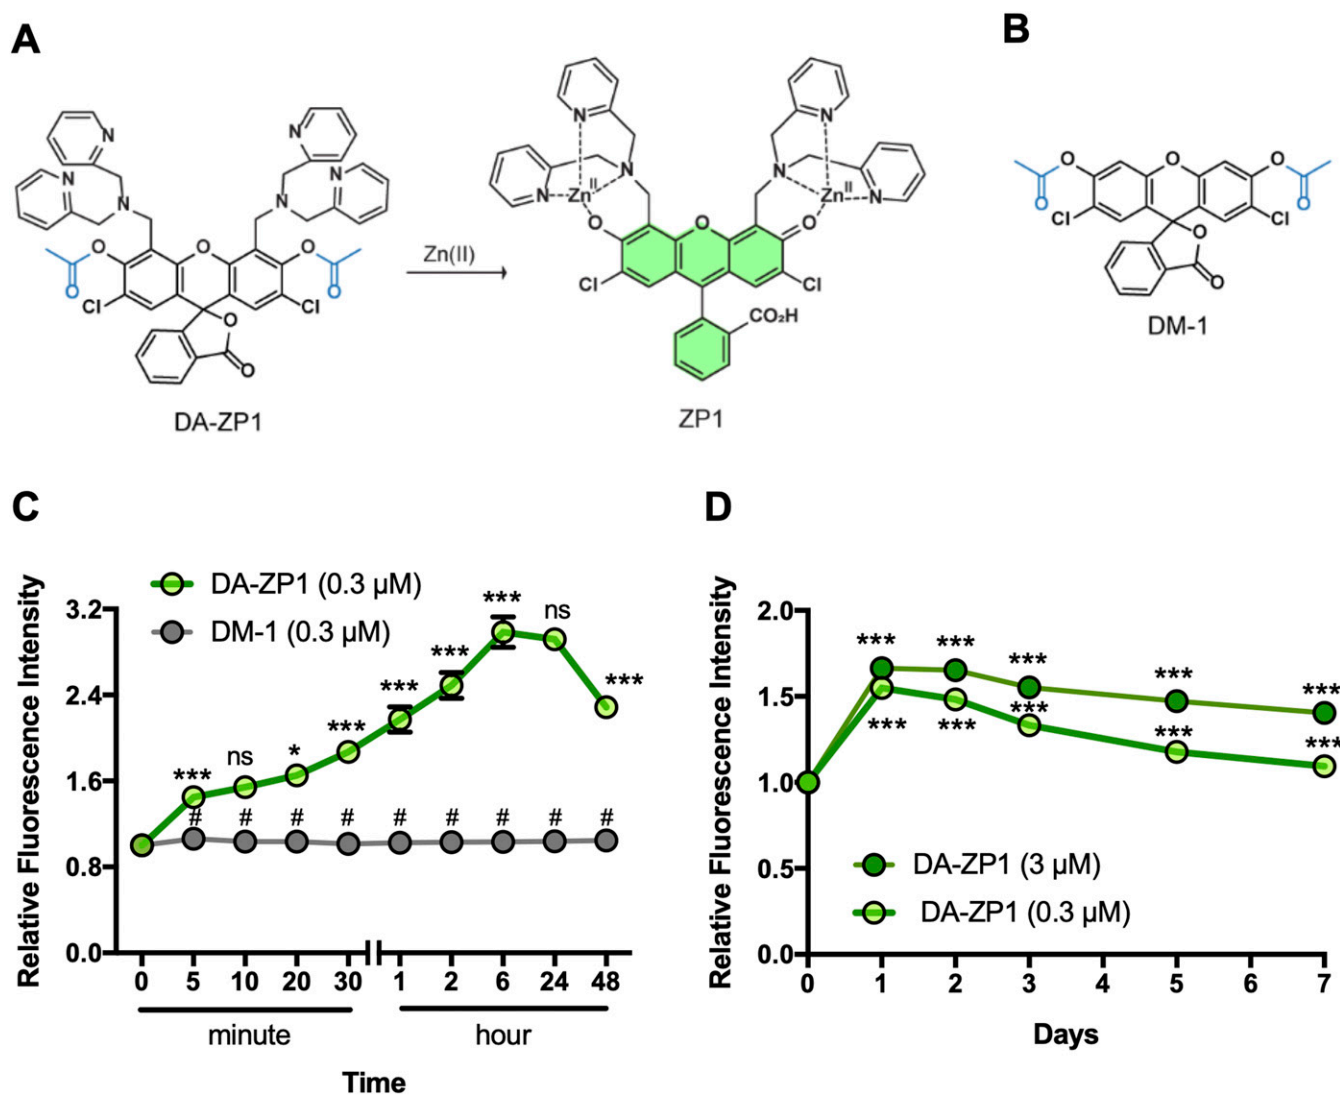 A
B
N
N
N
N
N
N
O
O
O
O
O
Cl
Cl
O
O
DA-ZP1
Zn(II)
N
N
N
N
N
N
Zn II
Zn II
O
O
O
Cl
Cl
CO₂H
ZP1
O
O
O
O
O
Cl
Cl
O
O
DM-1
C
D
Relative Fluorescence Intensity
DA-ZP1 (0.3 μM)
DM-1 (0.3 μM)
3.2
2.4
1.6
0.8
0.0
*** ns * *** *** *** *** ns ***
# # # # # # # # #
0 5 10 20 30 1 2 6 24 48
minute hour
Time
Relative Fluorescence Intensity
2.0
1.5
1.0
0.5
0.0
*** *** *** *** ***
*** *** *** *** ***
DA-ZP1 (3 μM)
DA-ZP1 (0.3 μM)
0 1 2 3 4 5 6 7
Days